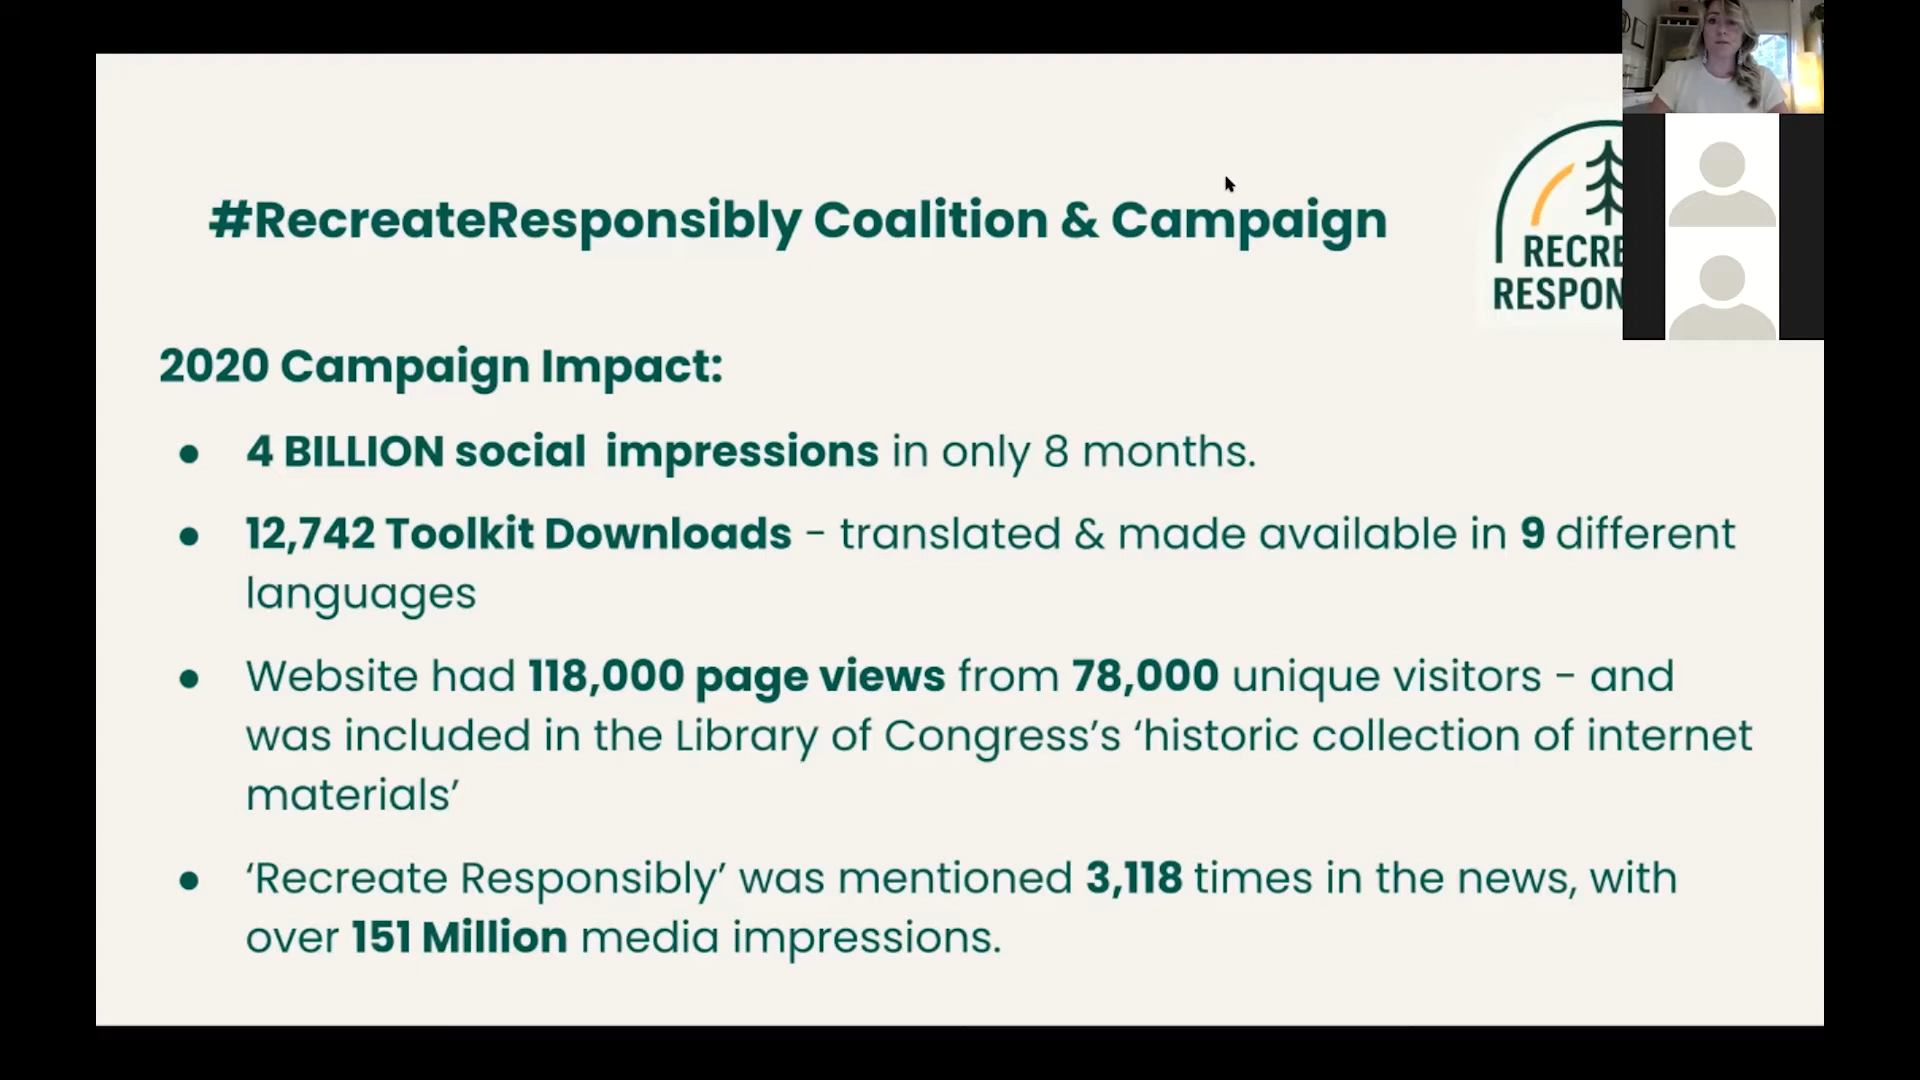 #RecreateResponsibly Coalition & Campaign
RECRE
RESPON
2020 Campaign Impact:
● 4 BILLION social impressions in only 8 months.
● 12,742 Toolkit Downloads - translated & made available in 9 different
languages
● Website had 118,000 page views from 78,000 unique visitors - and
was included in the Library of Congress’s ‘historic collection of internet
materials’
● ‘Recreate Responsibly’ was mentioned 3,118 times in the news, with
over 151 Million media impressions.